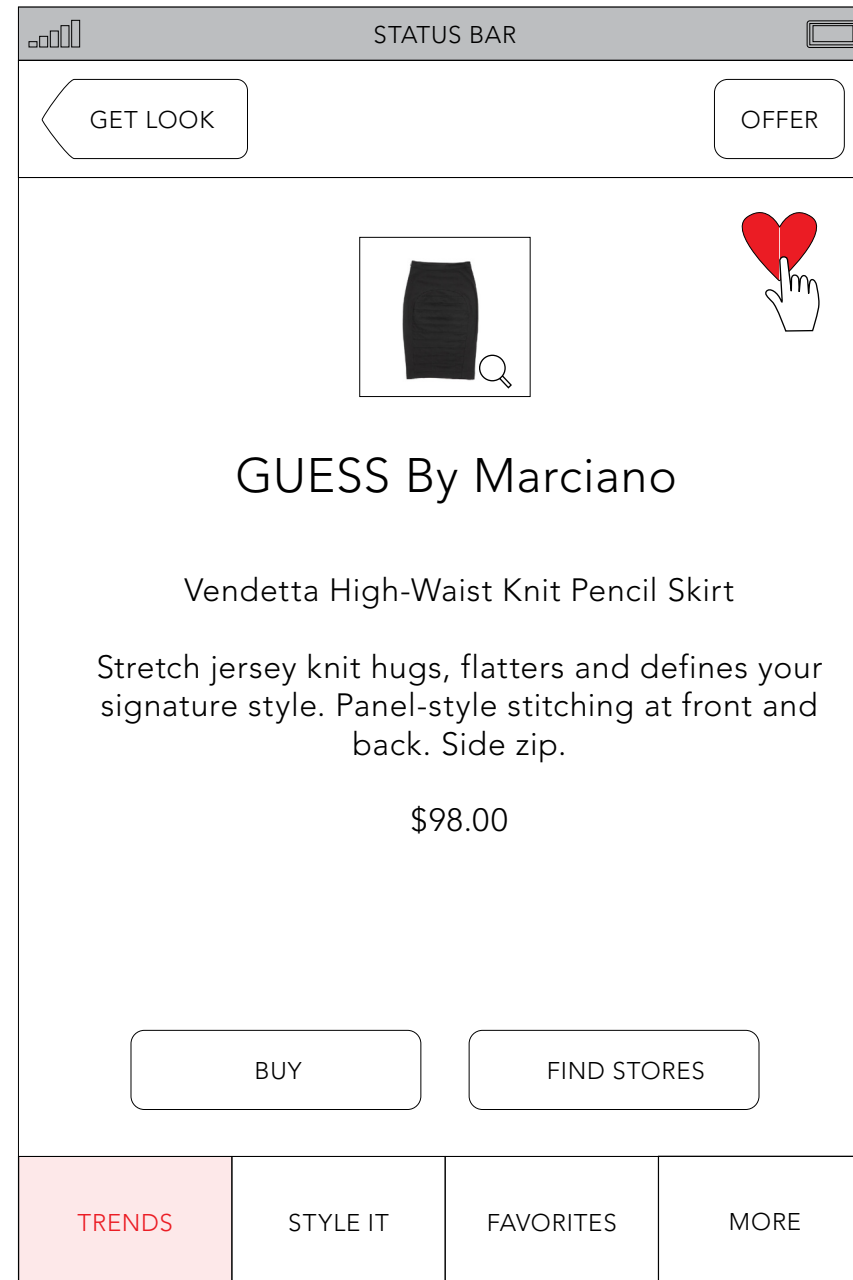 STATUS BAR
GET LOOK
OFFER
GUESS By Marciano
Vendetta High-Waist Knit Pencil Skirt
Stretch jersey knit hugs, flatters and defines your
signature style. Panel-style stitching at front and
back. Side zip.
$98.00
BUY
FIND STORES
TRENDS
STYLE IT
FAVORITES
MORE